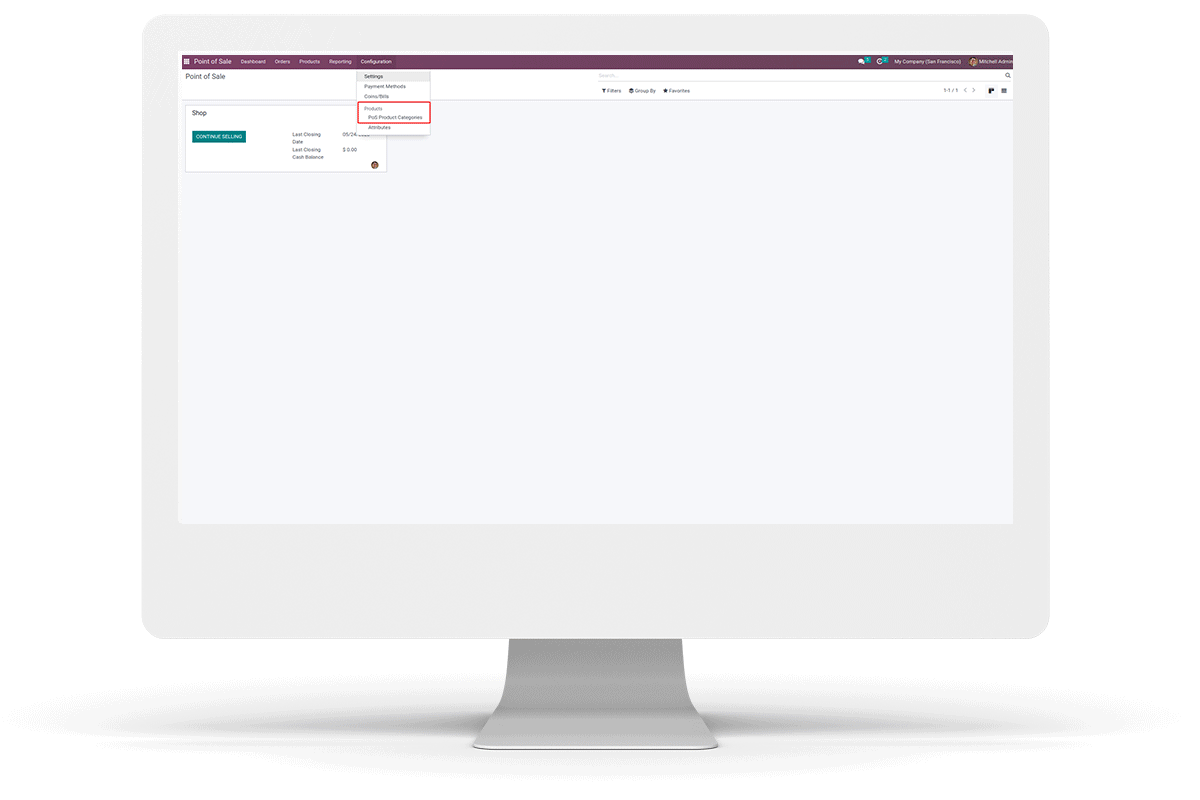 Point of Sale Dashboard Orders Products Reporting Configuration My Company (San Francisco) Mitchell Admin
Point of Sale
Search...
Filters Group By Favorites 1-1 / 1
Settings
Payment Methods
Coins/Bills
Products
PoS Product Categories
Attributes
Shop
CONTINUE SELLING
Last Closing Date
05/24/
Last Closing Cash Balance
$ 0.00